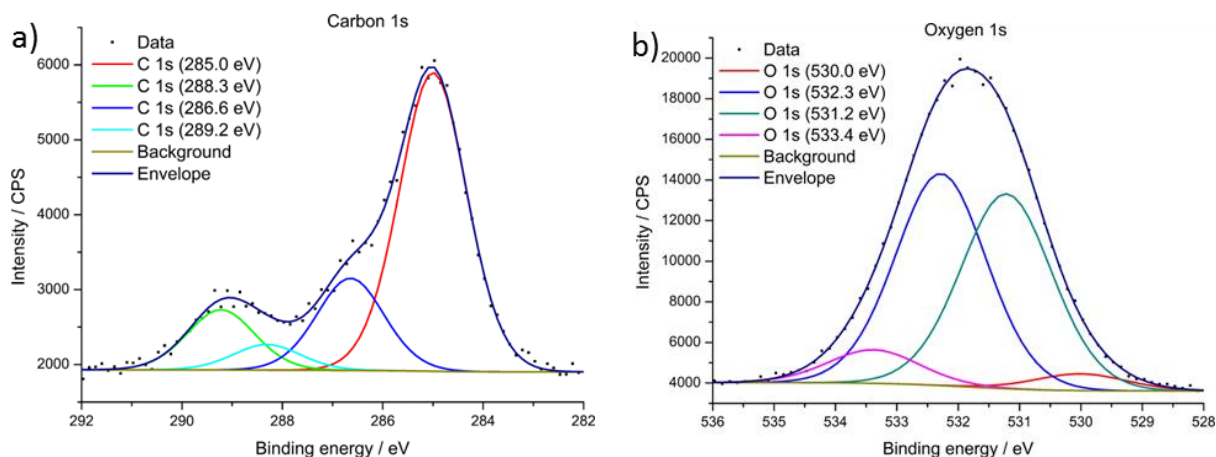 a)
Carbon 1s
Data
C 1s (285.0 eV)
C 1s (288.3 eV)
C 1s (286.6 eV)
C 1s (289.2 eV)
Background
Envelope
6000
5000
4000
3000
2000
Intensity / CPS
292
290
288
286
284
282
Binding energy / eV
b)
Oxygen 1s
Data
O 1s (530.0 eV)
O 1s (532.3 eV)
O 1s (531.2 eV)
O 1s (533.4 eV)
Background
Envelope
20000
18000
16000
14000
12000
10000
8000
6000
4000
Intensity / CPS
536
535
534
533
532
531
530
529
528
Binding energy / eV